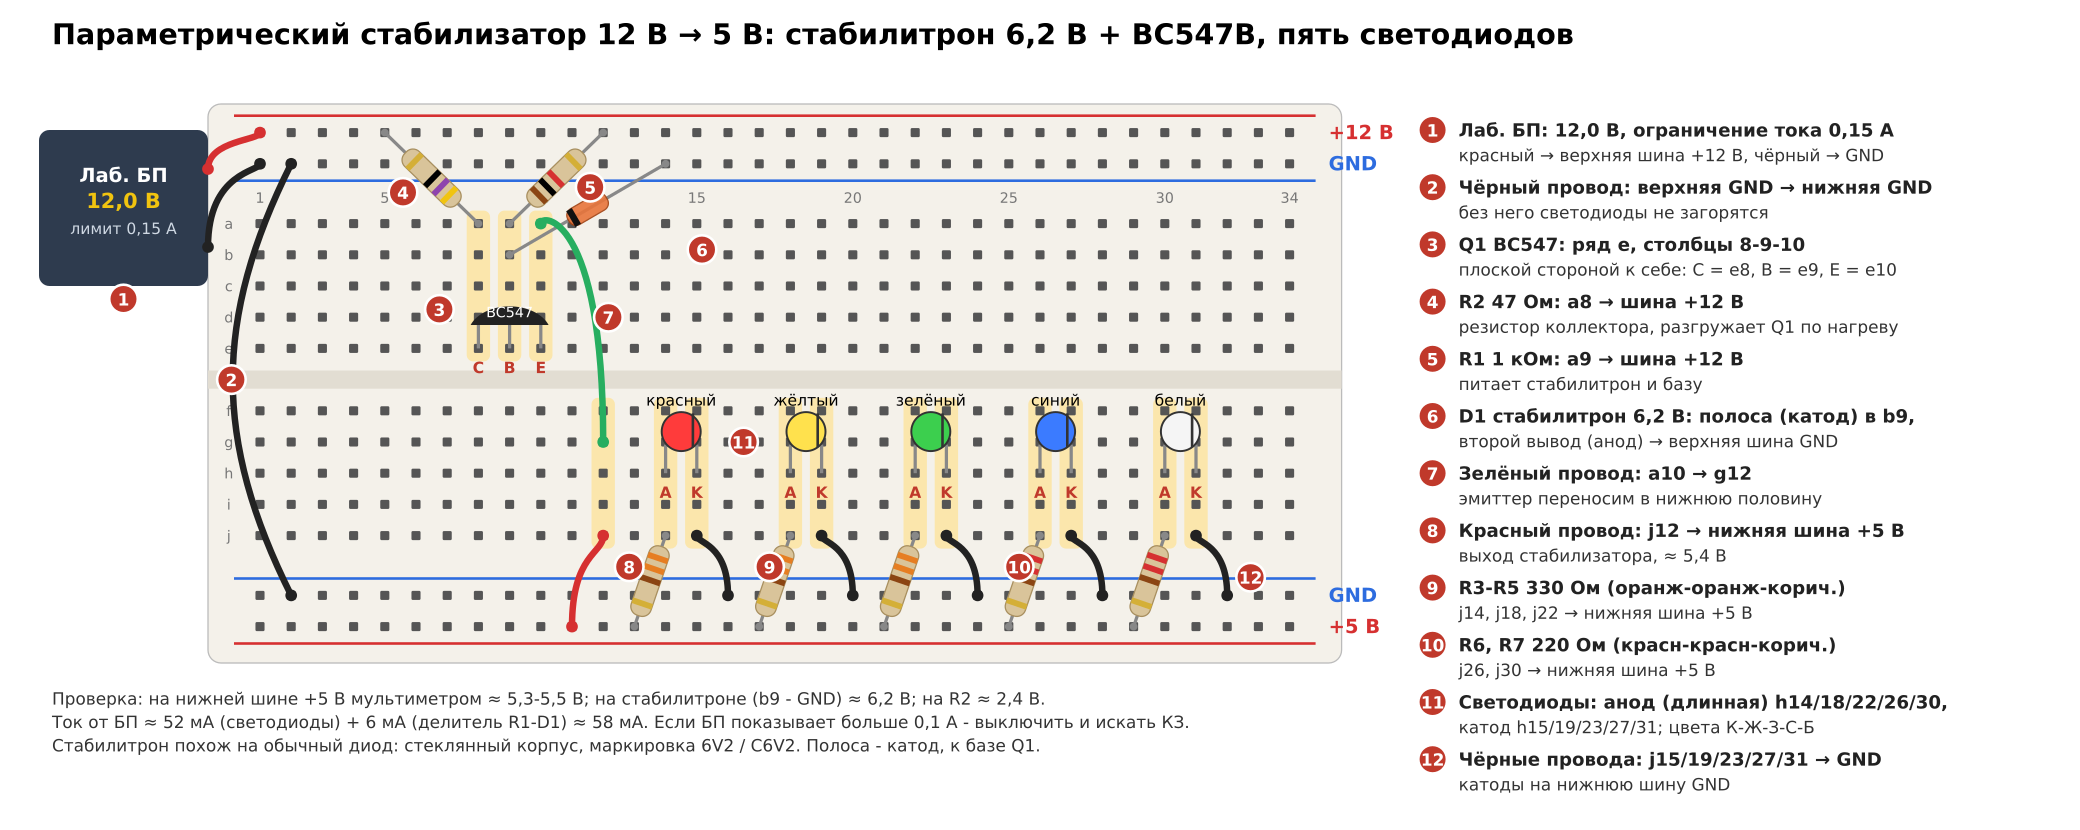 Параметрический стабилизатор 12 В → 5 В: стабилитрон 6,2 В + BC547B, пять светодиодов
Лаб. БП
12,0 В
лимит 0,15 А
1
+12 В
GND
1 5 15 20 25 30 34
4
5
a
b
c
d
e
6
3
BC547
7
C B E
2
f
g
h
i
j
красный жёлтый зелёный синий белый
11
A K A K A K A K A K
8
9
10
12
GND
+5 В
1 Лаб. БП: 12,0 В, ограничение тока 0,15 А
красный → верхняя шина +12 В, чёрный → GND
2 Чёрный провод: верхняя GND → нижняя GND
без него светодиоды не загорятся
3 Q1 BC547: ряд e, столбцы 8-9-10
плоской стороной к себе: C = e8, B = e9, E = e10
4 R2 47 Ом: a8 → шина +12 В
резистор коллектора, разгружает Q1 по нагреву
5 R1 1 кОм: a9 → шина +12 В
питает стабилитрон и базу
6 D1 стабилитрон 6,2 В: полоса (катод) в b9,
второй вывод (анод) → верхняя шина GND
7 Зелёный провод: a10 → g12
эмиттер переносим в нижнюю половину
8 Красный провод: j12 → нижняя шина +5 В
выход стабилизатора, ≈ 5,4 В
9 R3-R5 330 Ом (оранж-оранж-корич.)
j14, j18, j22 → нижняя шина +5 В
10 R6, R7 220 Ом (красн-красн-корич.)
j26, j30 → нижняя шина +5 В
11 Светодиоды: анод (длинная) h14/18/22/26/30,
катод h15/19/23/27/31; цвета К-Ж-З-С-Б
12 Чёрные провода: j15/19/23/27/31 → GND
катоды на нижнюю шину GND
Проверка: на нижней шине +5 В мультиметром ≈ 5,3-5,5 В; на стабилитроне (b9 - GND) ≈ 6,2 В; на R2 ≈ 2,4 В.
Ток от БП ≈ 52 мА (светодиоды) + 6 мА (делитель R1-D1) ≈ 58 мА. Если БП показывает больше 0,1 А - выключить и искать КЗ.
Стабилитрон похож на обычный диод: стеклянный корпус, маркировка 6V2 / C6V2. Полоса - катод, к базе Q1.